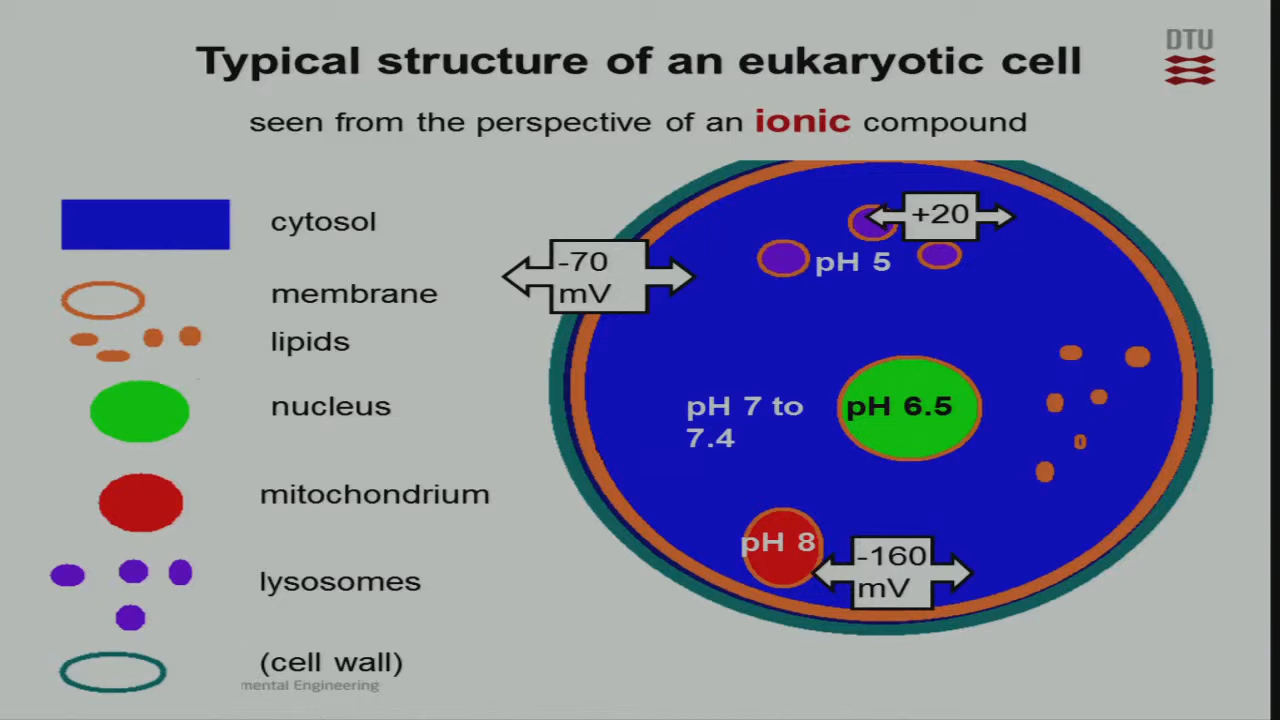 DTU
Typical structure of an eukaryotic cell
seen from the perspective of an ionic compound
cytosol
membrane
lipids
nucleus
mitochondrium
lysosomes
(cell wall)
mental Engineering
+20
pH 5
-70
mV
pH 7 to
7.4
pH 6.5
pH 8
-160
mV